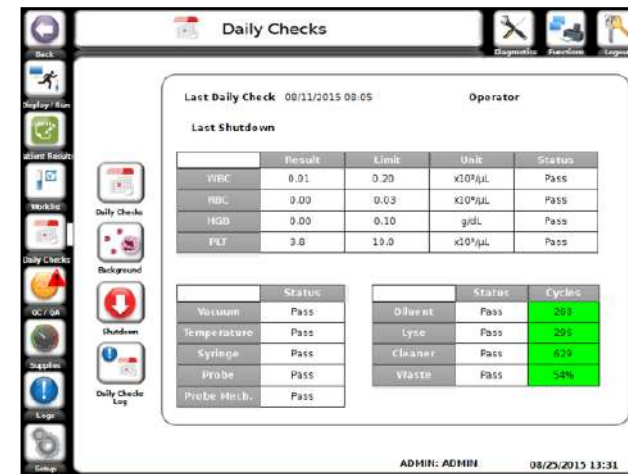 Daily Checks
Back
Diagnostics
Functions
Logout
Display / Run
Patient Results
Worklist
Daily Checks
QC / QA
Supplies
Logs
Setup
Daily Checks
Background
Shutdown
Daily Checks
Log
Last Daily Check 08/11/2015 08:05 Operator
Last Shutdown
Result Limit Unit Status
WBC 0.01 0.20 x10³/µL Pass
RBC 0.00 0.03 x10⁶/µL Pass
HGB 0.00 0.10 g/dL Pass
PLT 3.8 10.0 x10³/µL Pass
Status
Vacuum Pass
Temperature Pass
Syringe Pass
Probe Pass
Probe Mech. Pass
Status Cycles
Diluent Pass
Lyse Pass
Cleaner Pass 629
Waste Pass 54%
ADMIN: ADMIN 08/25/2015 13:31